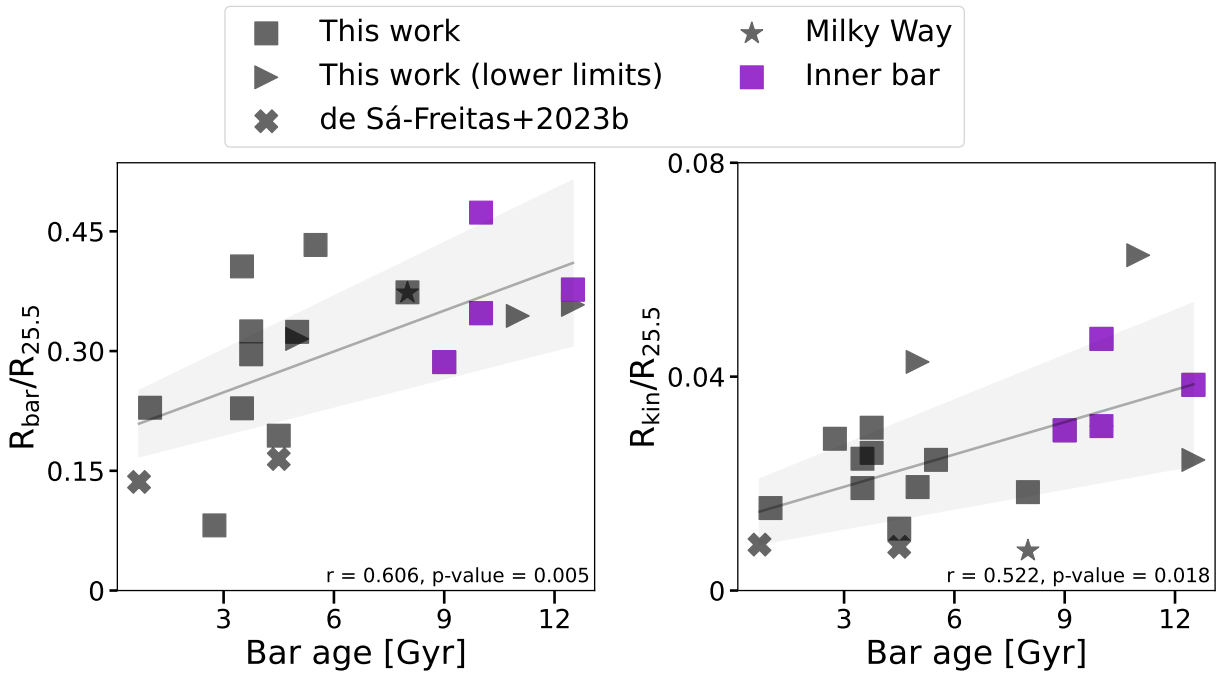 This work
This work (lower limits)
de Sá-Freitas+2023b
Milky Way
Inner bar
R_bar/R_25.5
0.45
0.30
0.15
0
r = 0.606, p-value = 0.005
3 6 9 12
Bar age [Gyr]
R_kin/R_25.5
0.08
0.04
0
r = 0.522, p-value = 0.018
3 6 9 12
Bar age [Gyr]